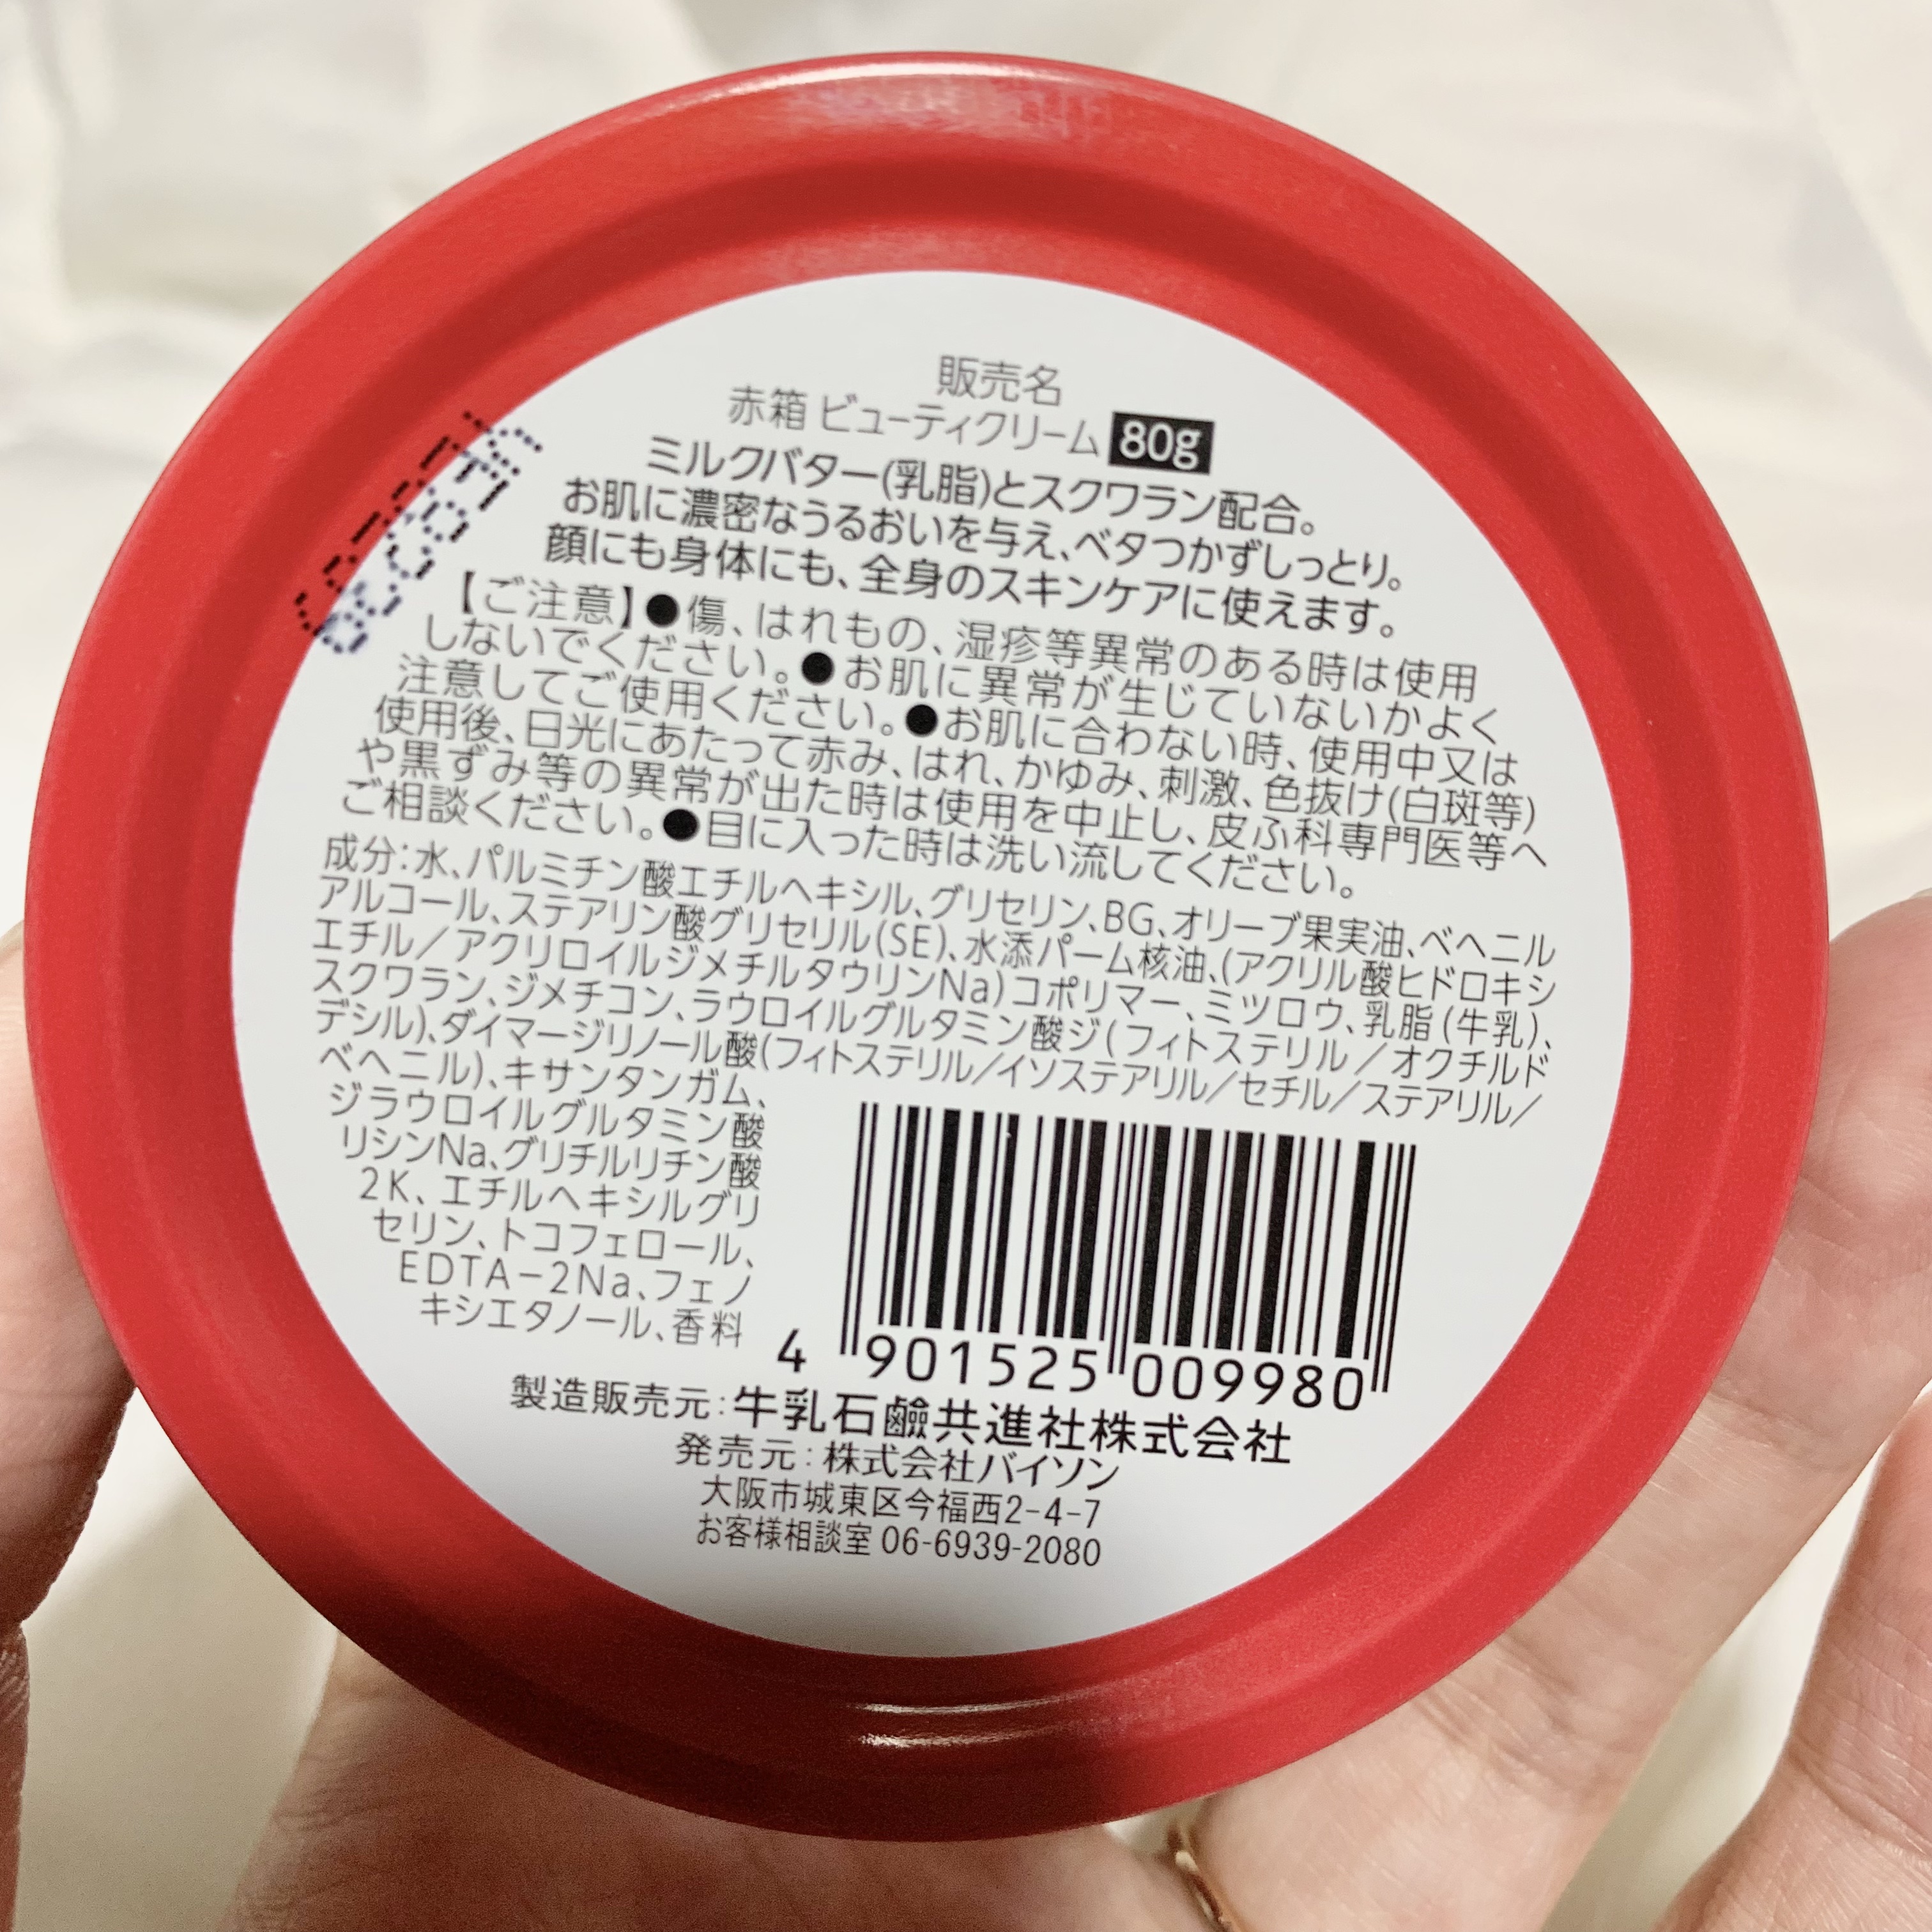 販売名
赤箱 ビューティクリーム 80g
ミルクバター(乳脂)とスクワラン配合。
お肌に濃密なうるおいを与え、ベタつかずしっとり。
顔にも身体にも、全身のスキンケアに使えます。
【ご注意】●傷、はれもの、湿疹等異常のある時は使用
しないでください。●お肌に異常が生じていないかよく
注意してご使用ください。●お肌に合わない時、使用中又は
使用後、日光にあたって赤み、はれ、かゆみ、刺激、色抜け(白斑等)
や黒ずみ等の異常が出た時は使用を中止し、皮ふ科専門医等へ
ご相談ください。●目に入った時は洗い流してください。
成分:水、パルミチン酸エチルヘキシル、グリセリン、BG、オリーブ果実油、ベヘニル
アルコール、ステアリン酸グリセリル(SE)、水添パーム核油、(アクリル酸ヒドロキシ
エチル/アクリロイルジメチルタウリンNa)コポリマー、ミツロウ、乳脂(牛乳)、
スクワラン、ジメチコン、ラウロイルグルタミン酸ジ(フィトステリル/オクチルド
デシル)、ダイマージリノール酸(フィトステリル/イソステアリル/セチル/ステアリル/
ベヘニル)、キサンタンガム、
ジラウロイルグルタミン酸
リシンNa、グリチルリチン酸
2K、エチルヘキシルグリ
セリン、トコフェロール、
EDTA-2Na、フェノ
キシエタノール、香料
4 901525 009980
製造販売元:牛乳石鹼共進社株式会社
発売元:株式会社バイソン
大阪市城東区今福西2-4-7
お客様相談室 06-6939-2080